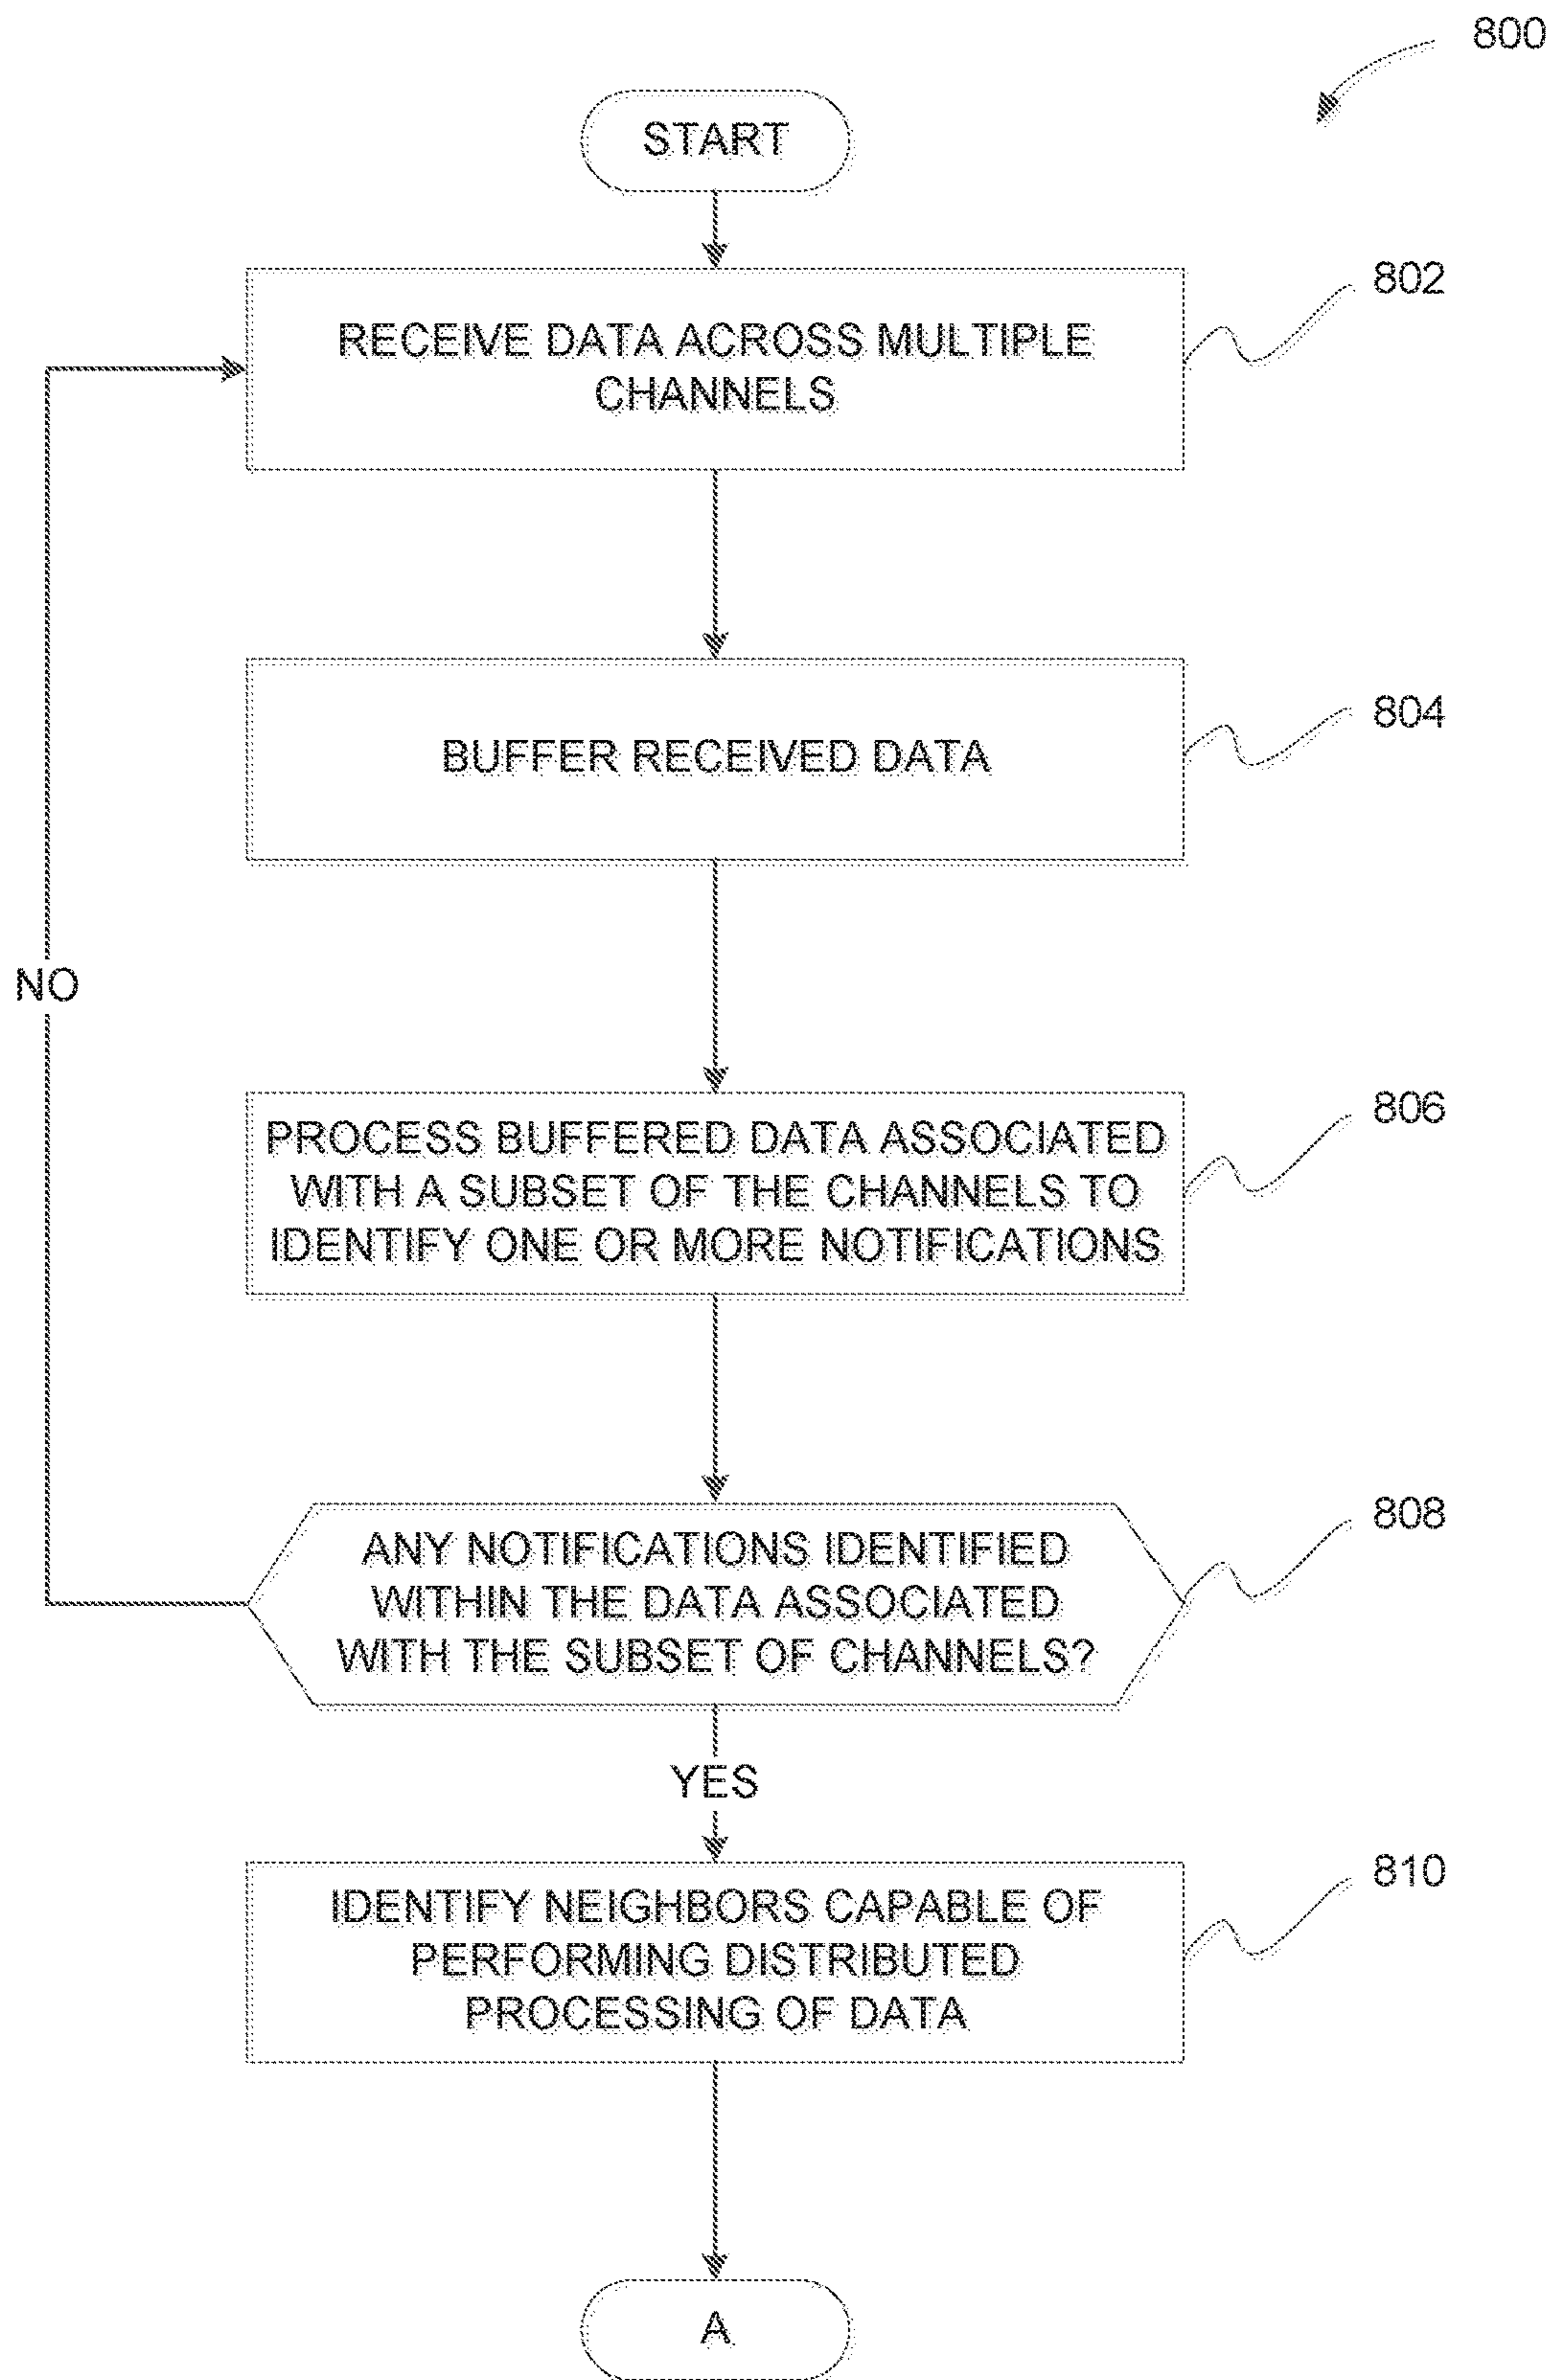 800
START
802
RECEIVE DATA ACROSS MULTIPLE
CHANNELS
804
BUFFER RECEIVED DATA
NO
806
PROCESS BUFFERED DATA ASSOCIATED
WITH A SUBSET OF THE CHANNELS TO
IDENTIFY ONE OR MORE NOTIFICATIONS
808
ANY NOTIFICATIONS IDENTIFIED
WITHIN THE DATA ASSOCIATED
WITH THE SUBSET OF CHANNELS?
YES
810
IDENTIFY NEIGHBORS CAPABLE OF
PERFORMING DISTRIBUTED
PROCESSING OF DATA
A